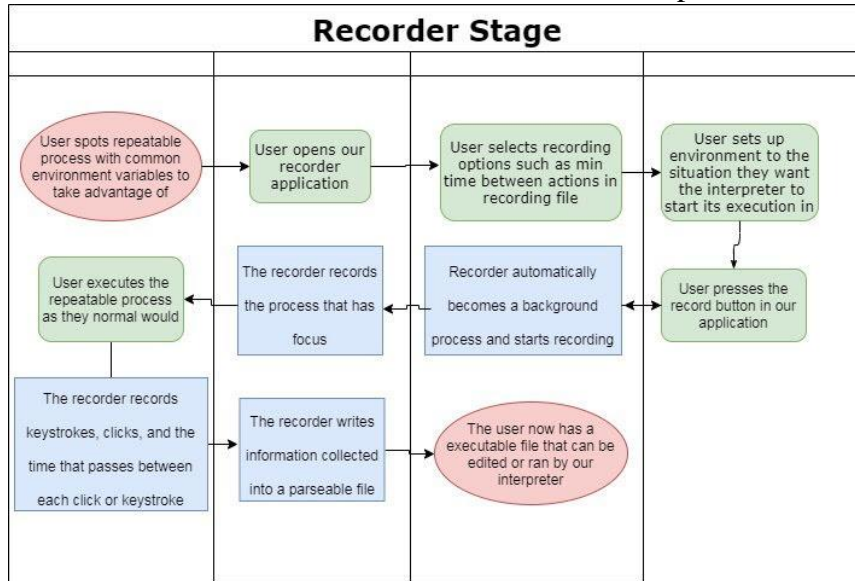 Recorder Stage
User spots repeatable
process with common
environment variables to
take advantage of
User opens our
recorder
application
User selects recording
options such as min
time between actions in
recording file
User sets up
environment to the
situation they want
the interpreter to
start its execution in
User executes the
repeatable process
as they normal would
The recorder records
the process that has
focus
Recorder automatically
becomes a background
process and starts recording
User presses the
record button in our
application
The recorder records
keystrokes, clicks, and the
time that passes between
each click or keystroke
The recorder writes
information collected
into a parseable file
The user now has a
executable file that can be
edited or ran by our
interpreter